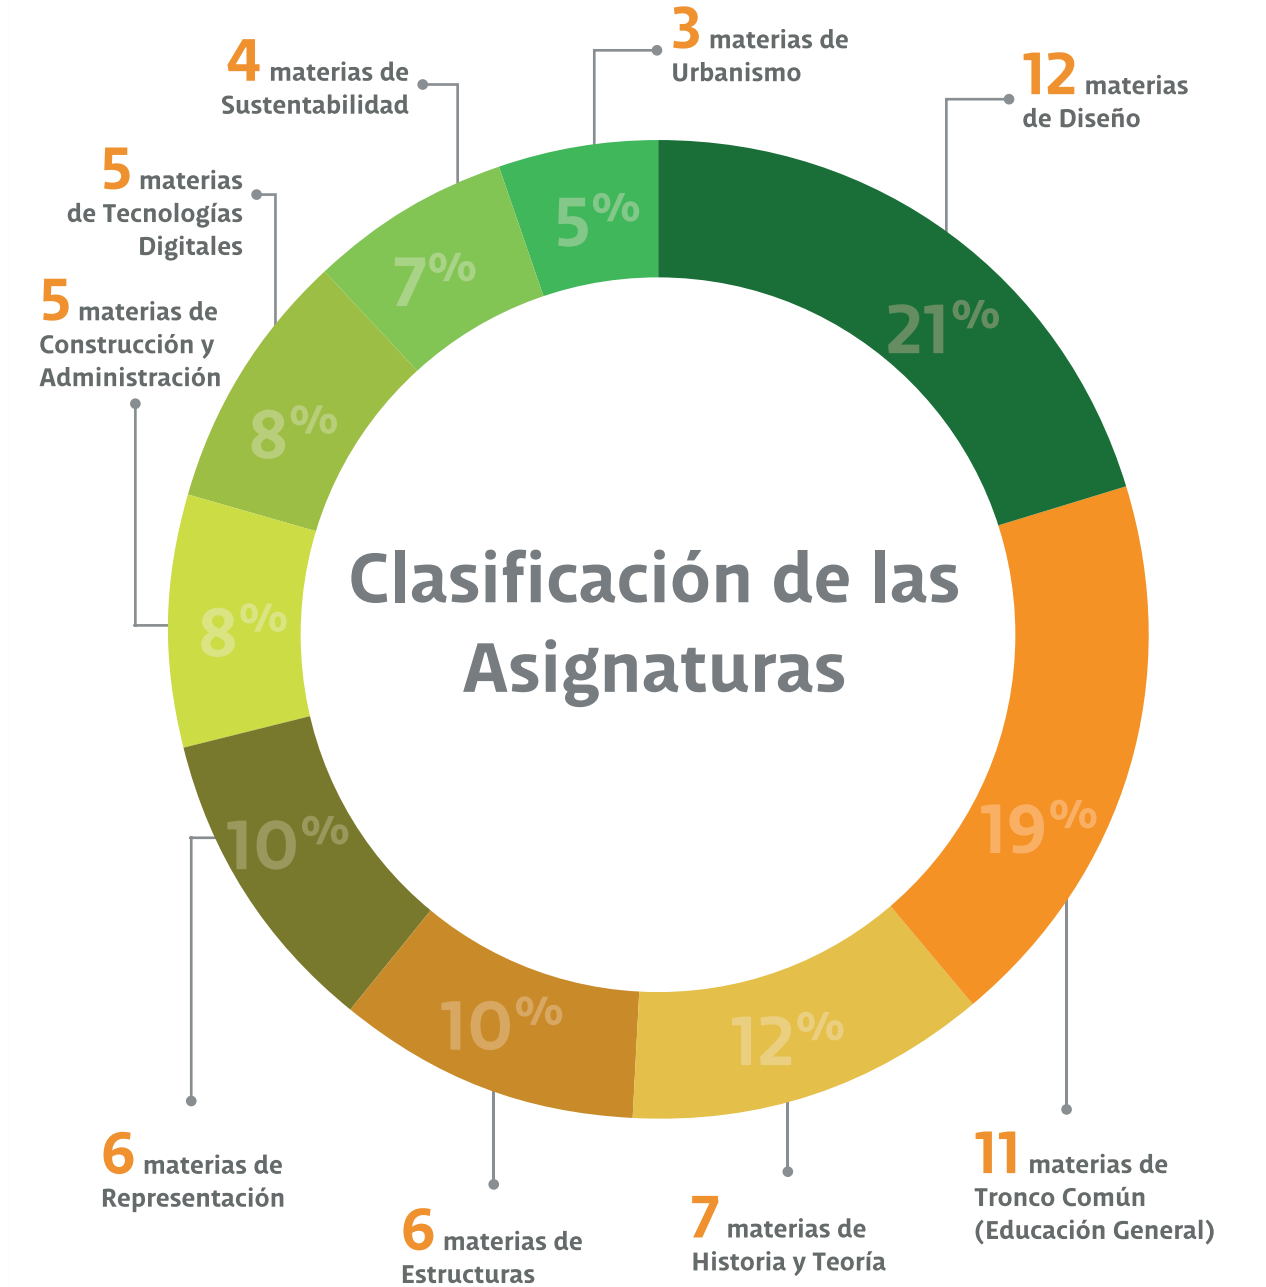 3 materias de
Urbanismo
12 materias
de Diseño
4 materias de
Sustentabilidad
5 materias
de Tecnologías
Digitales
5 materias de
Construcción y
Administración
5%
7%
21%
8%
8%
Clasificación de las
Asignaturas
19%
10%
10%
12%
6 materias de
Representación
6 materias de
Estructuras
7 materias de
Historia y Teoría
11 materias de
Tronco Común
(Educación General)